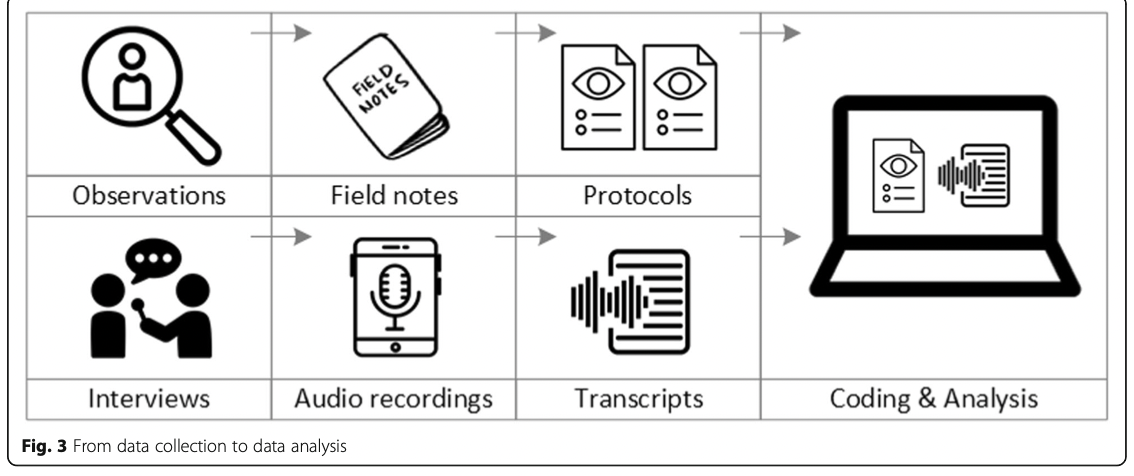 FIELD
NOTES
Observations
Field notes
Protocols
Interviews
Audio recordings
Transcripts
Coding & Analysis
Fig. 3 From data collection to data analysis